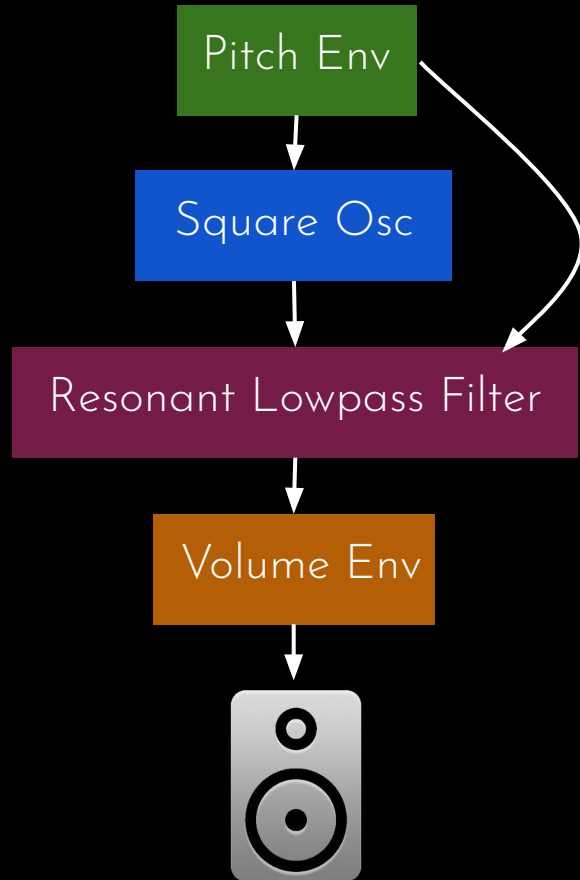 Pitch Env
Square Osc
Resonant Lowpass Filter
Volume Env